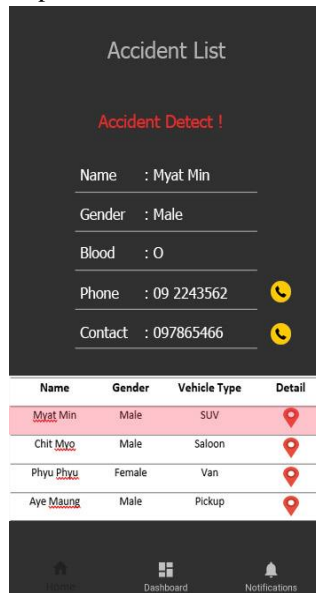 Accident List
Accident Detect !
Name : Myat Min
Gender : Male
Blood : O
Phone : 09 2243562
Contact : 097865466
Name Gender Vehicle Type Detail
Myat Min Male SUV
Chit Myo Male Saloon
Phyu Phyu Female Van
Aye Maung Male Pickup
Home Dashboard Notifications